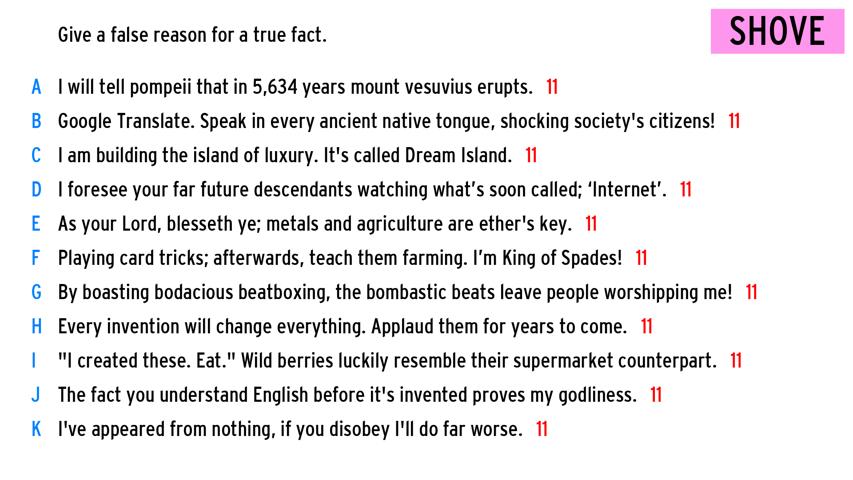 Give a false reason for a true fact.
SHOVE
A I will tell pompeii that in 5,634 years mount vesuvius erupts. 11
B Google Translate. Speak in every ancient native tongue, shocking society's citizens! 11
C I am building the island of luxury. It's called Dream Island. 11
D I foresee your far future descendants watching what’s soon called; ‘Internet’. 11
E As your Lord, blesseth ye; metals and agriculture are ether's key. 11
F Playing card tricks; afterwards, teach them farming. I’m King of Spades! 11
G By boasting bodacious beatboxing, the bombastic beats leave people worshipping me! 11
H Every invention will change everything. Applaud them for years to come. 11
I "I created these. Eat." Wild berries luckily resemble their supermarket counterpart. 11
J The fact you understand English before it's invented proves my godliness. 11
K I've appeared from nothing, if you disobey I'll do far worse. 11